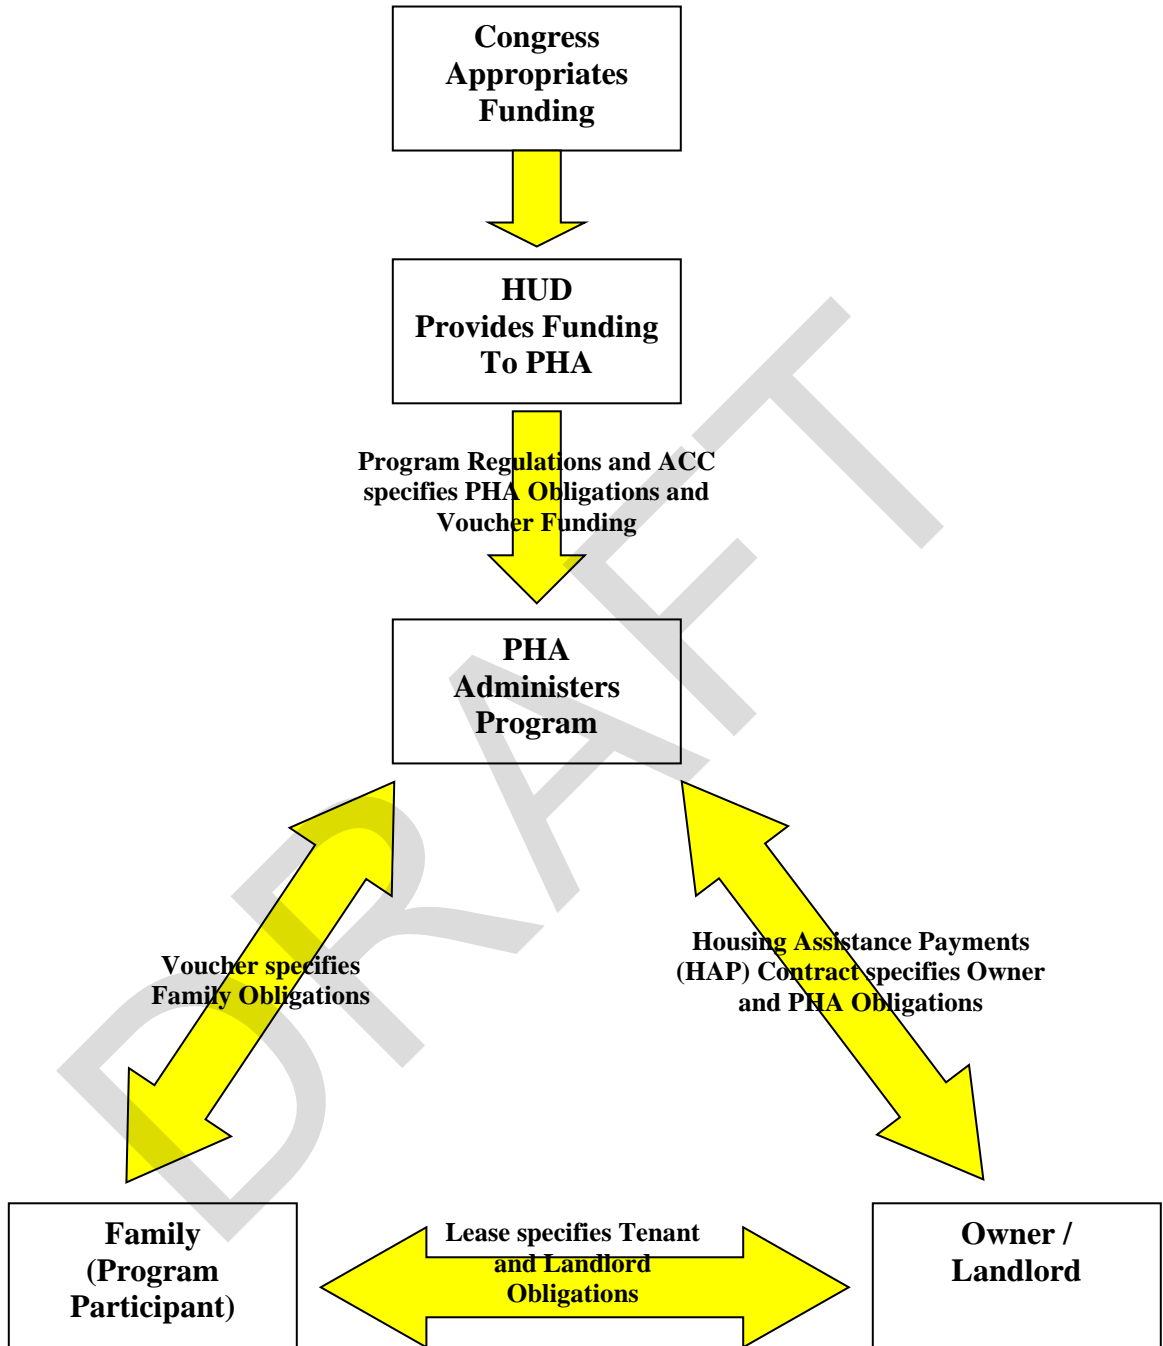 Congress
Appropriates
Funding
HUD
Provides Funding
To PHA
Program Regulations and ACC
specifies PHA Obligations and
Voucher Funding
PHA
Administers
Program
Voucher specifies
Family Obligations
Housing Assistance Payments
(HAP) Contract specifies Owner
and PHA Obligations
Family
(Program
Participant)
Lease specifies Tenant
and Landlord
Obligations
Owner /
Landlord
DRAFT